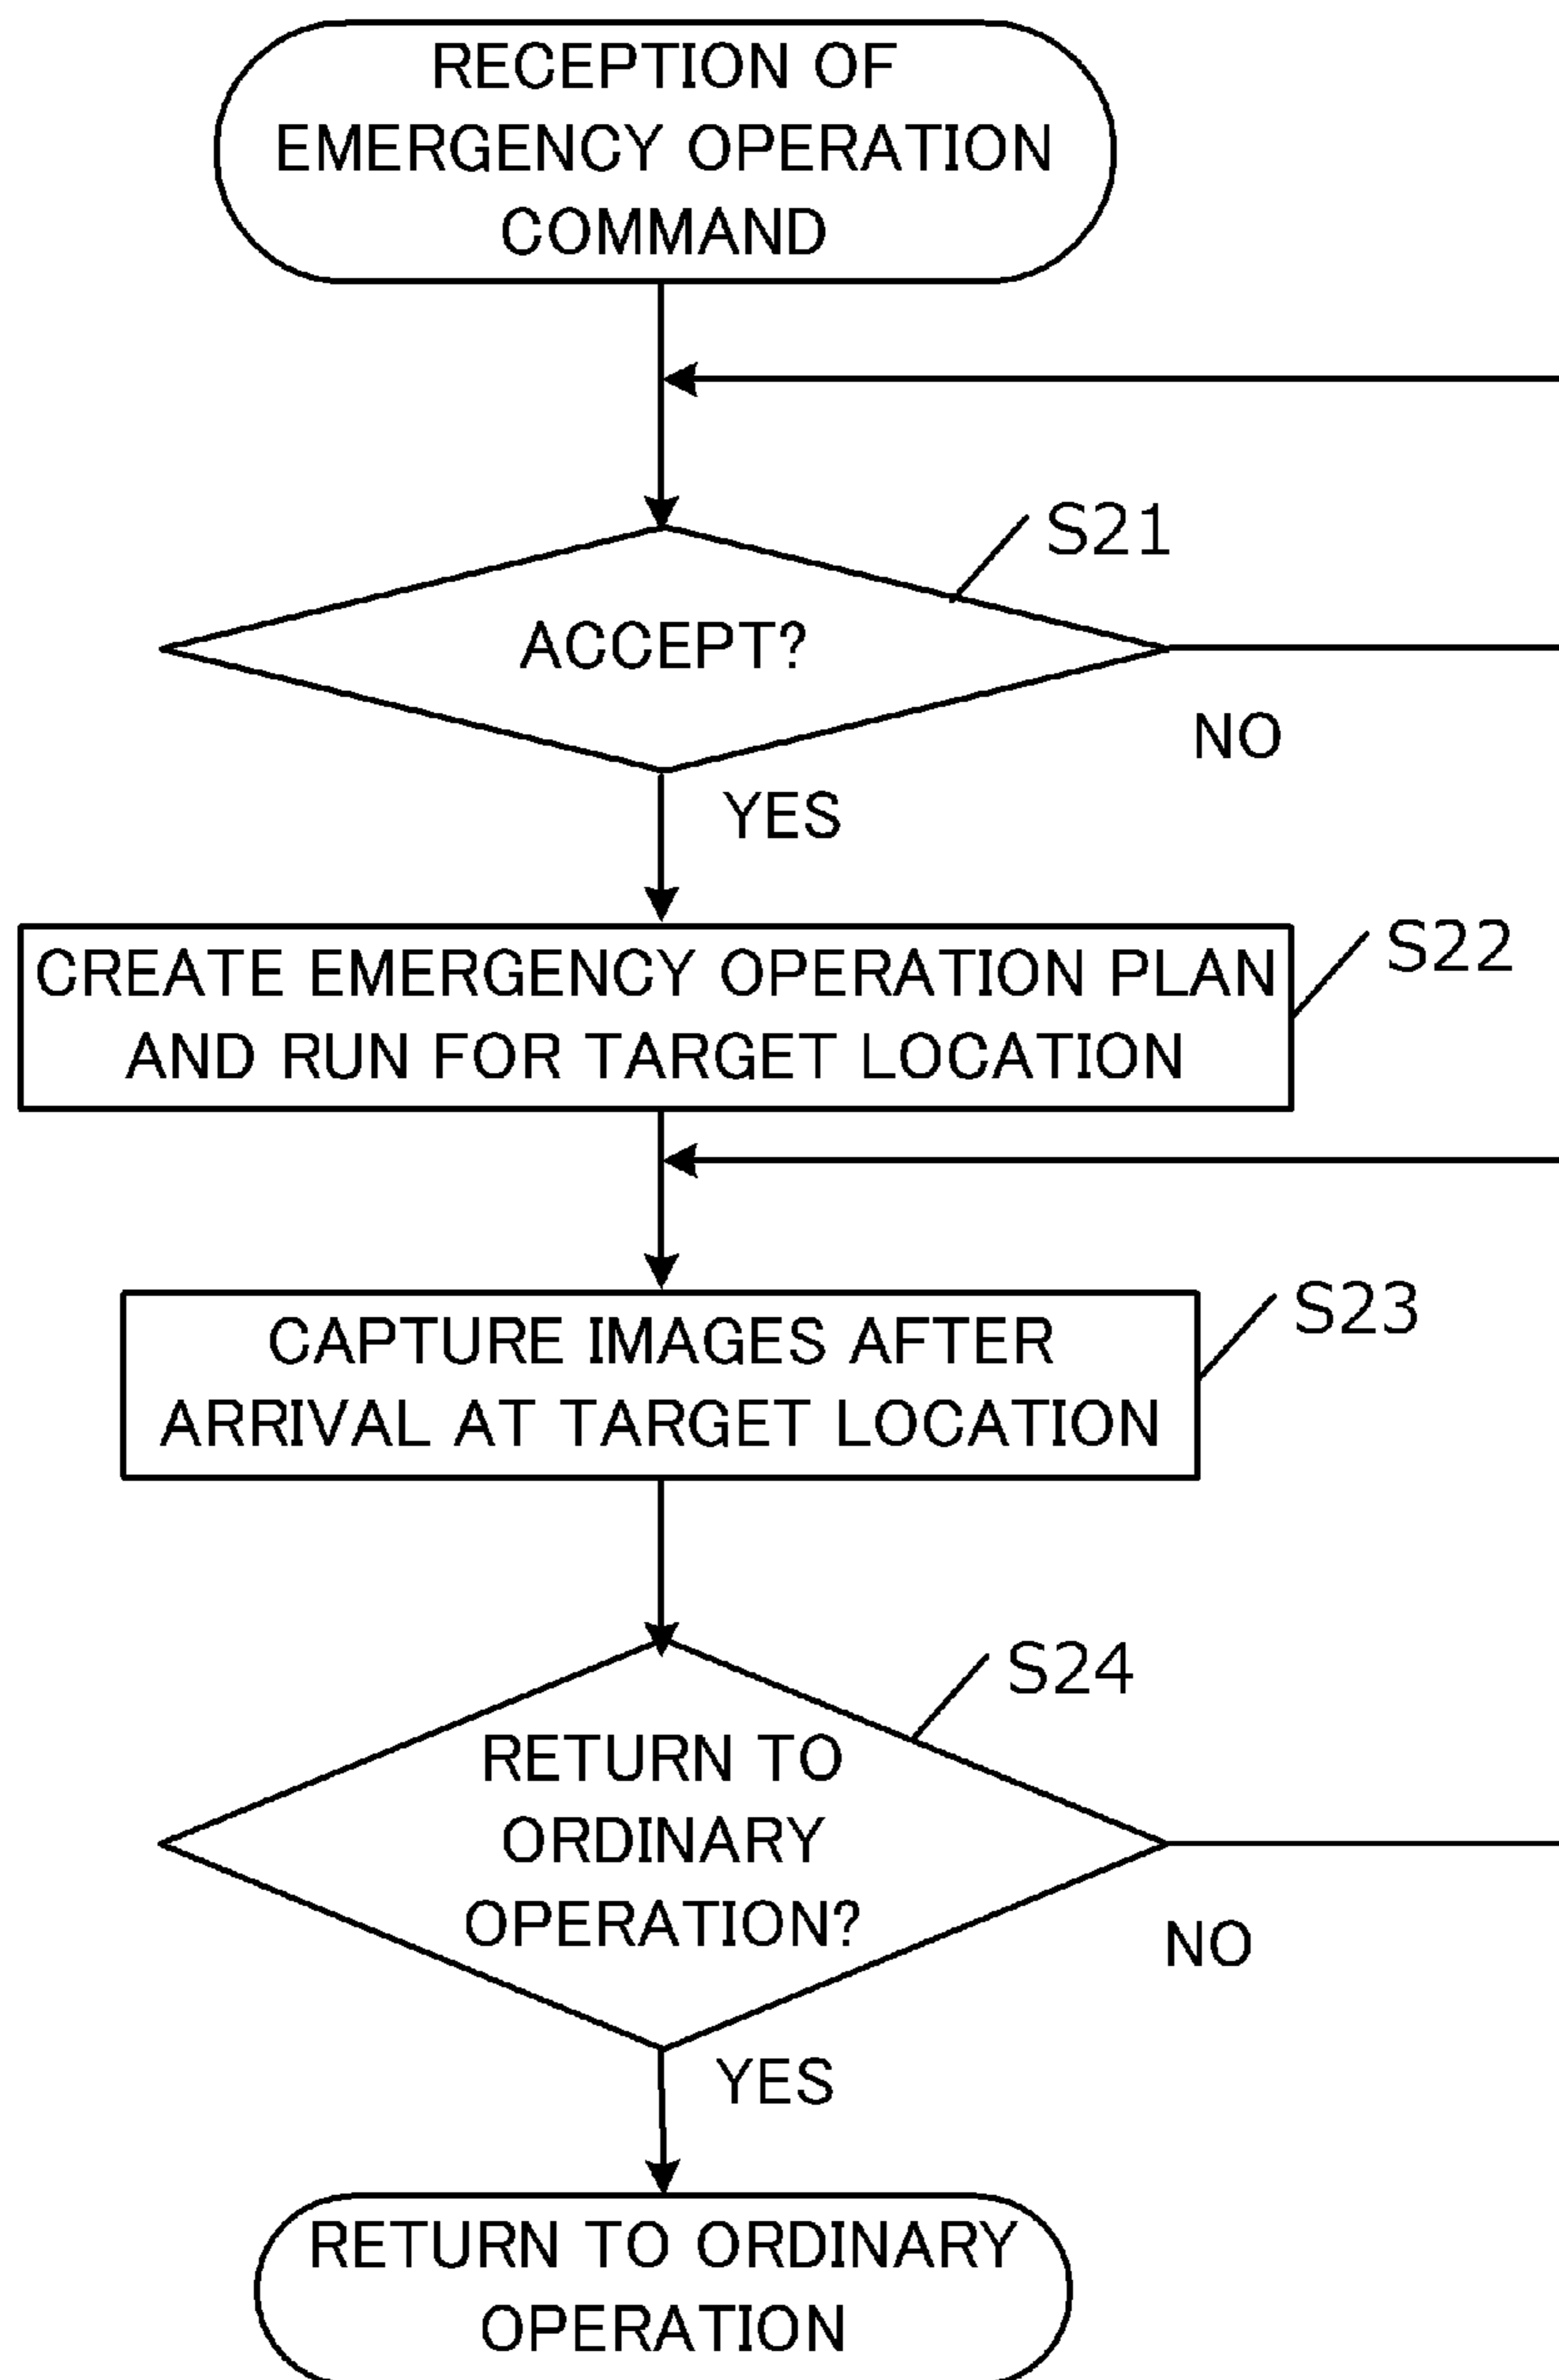 RECEPTION OF
EMERGENCY OPERATION
COMMAND
S21
ACCEPT?
NO
YES
S22
CREATE EMERGENCY OPERATION PLAN
AND RUN FOR TARGET LOCATION
S23
CAPTURE IMAGES AFTER
ARRIVAL AT TARGET LOCATION
S24
RETURN TO
ORDINARY
OPERATION?
NO
YES
RETURN TO ORDINARY
OPERATION